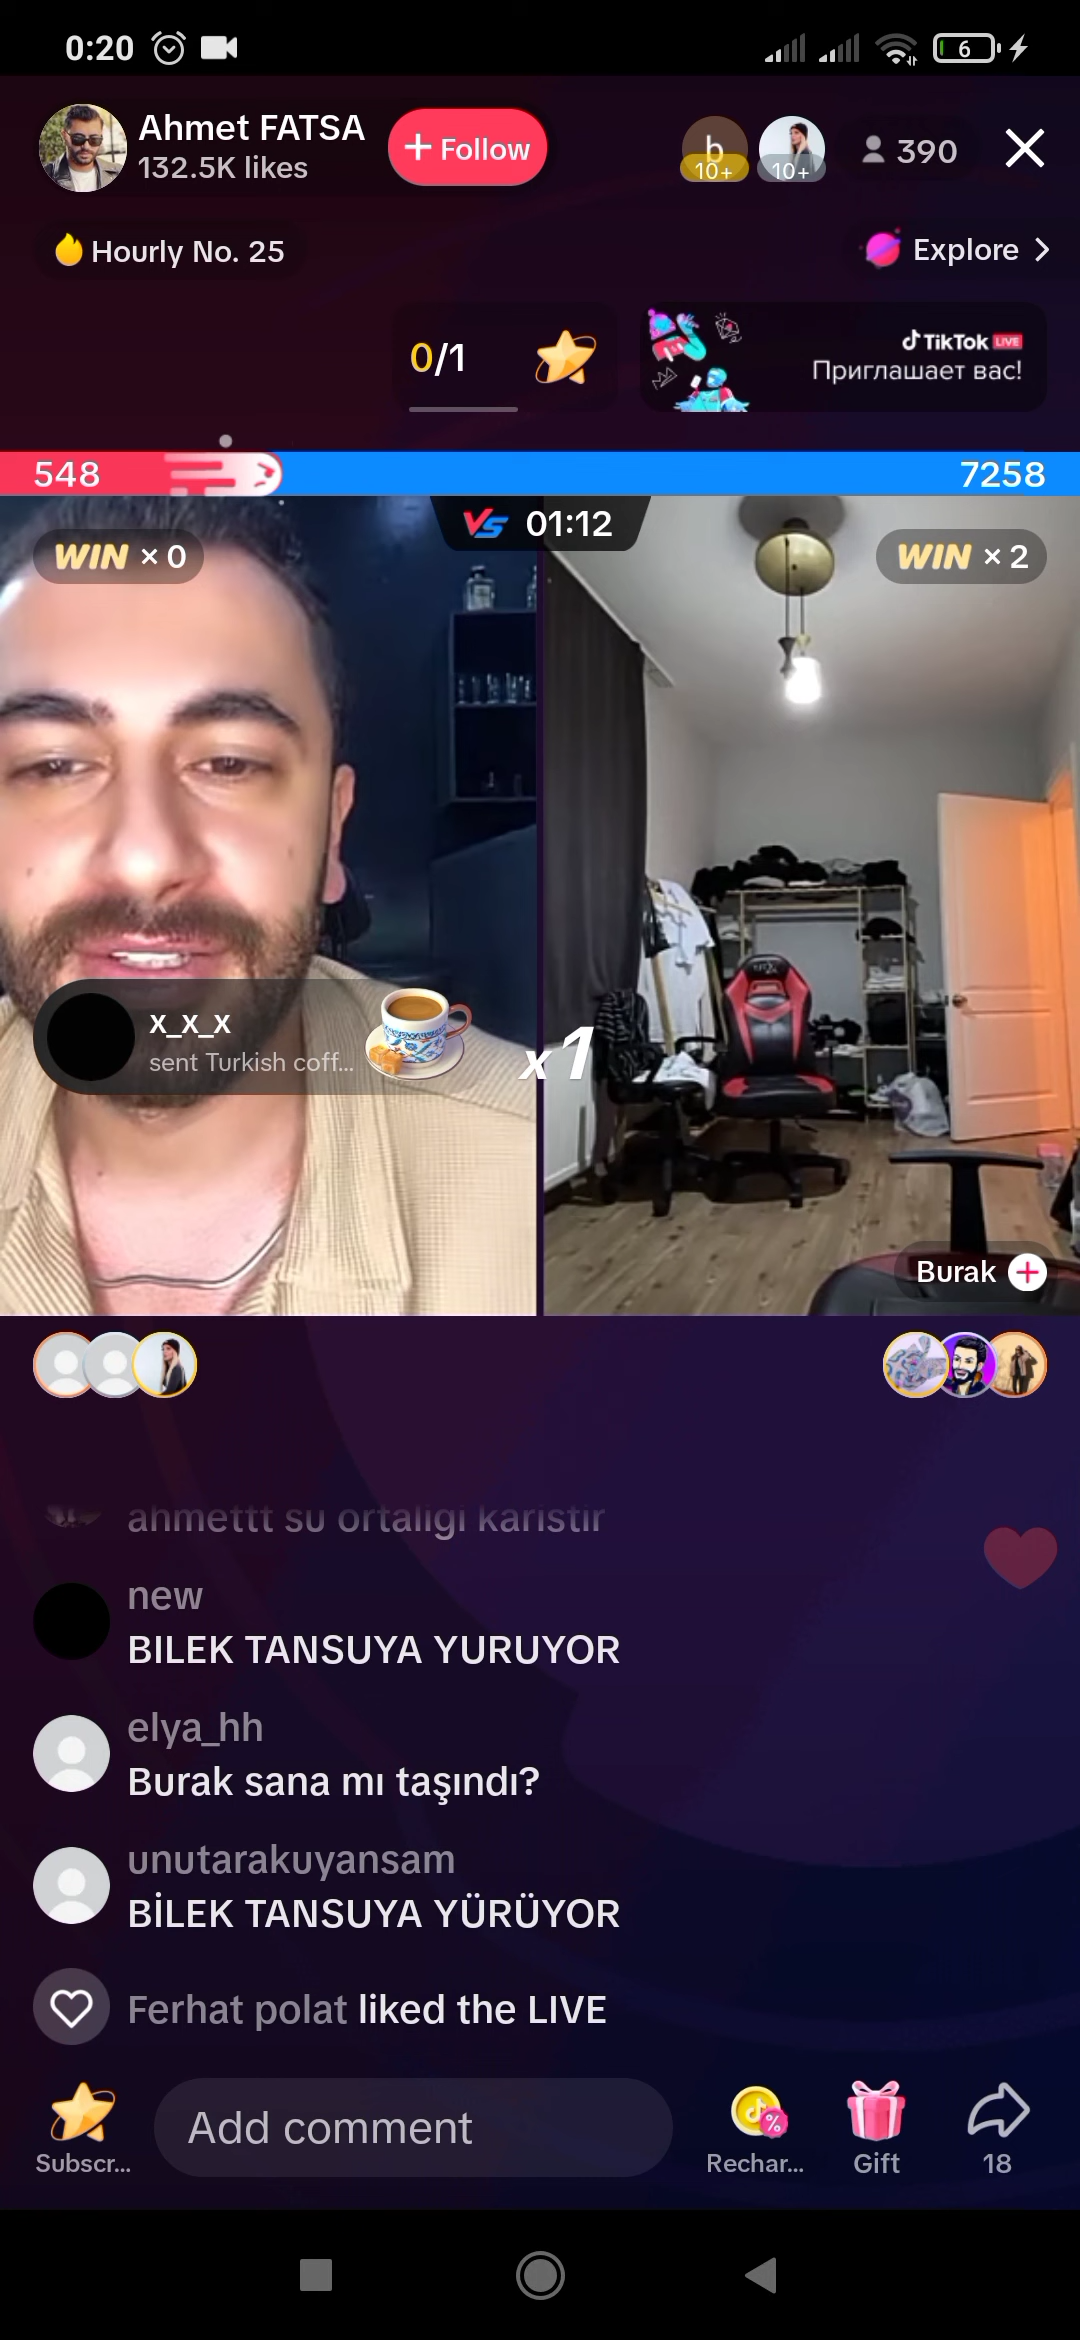 0:20
6
Ahmet FATSA
132.5K likes
+ Follow
b
10+
10+
390
Hourly No. 25
Explore >
0/1
TikTok LIVE
Приглашает вас!
548
7258
VS 01:12
WIN × 0
WIN × 2
x_x_x
sent Turkish coff...
x1
Burak
ahmettt su ortaligi karistir
new
BILEK TANSUYA YURUYOR
elya_hh
Burak sana mı taşındı?
unutarakuyansam
BİLEK TANSUYA YÜRÜYOR
Ferhat polat liked the LIVE
Add comment
Subscr...
%
Rechar...
Gift
18